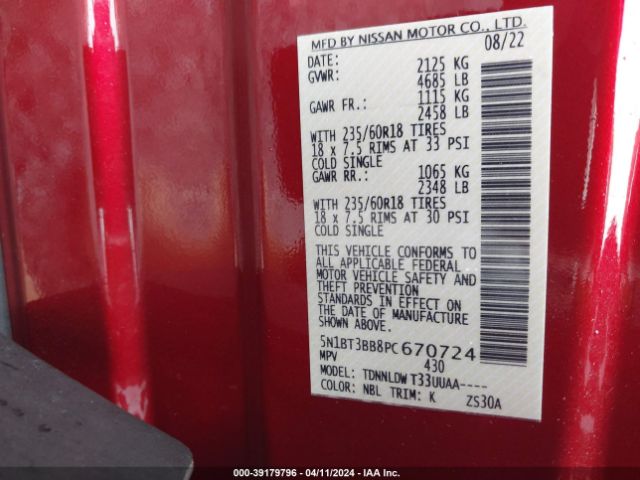 MFD BY NISSAN MOTOR CO., LTD.
DATE: 08/22
GVWR: 2125 KG
4685 LB
GAWR FR.: 1115 KG
2458 LB
WITH 235/60R18 TIRES
18 x 7.5 RIMS AT 33 PSI
COLD SINGLE
GAWR RR.: 1065 KG
2348 LB
WITH 235/60R18 TIRES
18 x 7.5 RIMS AT 30 PSI
COLD SINGLE
THIS VEHICLE CONFORMS TO
ALL APPLICABLE FEDERAL
MOTOR VEHICLE SAFETY AND
THEFT PREVENTION
STANDARDS IN EFFECT ON
THE DATE OF MANUFACTURE
SHOWN ABOVE.
5N1BT3BB8PC670724
MPV 430
MODEL: TDNNLDW T33UUAA----
COLOR: NBL TRIM: K ZS30A
000-39179796 - 04/11/2024 - IAA Inc.